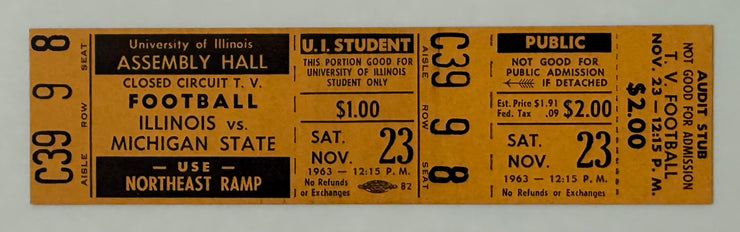 C39 9 8
AISLE ROW SEAT
University of Illinois
ASSEMBLY HALL
CLOSED CIRCUIT T. V.
FOOTBALL
ILLINOIS vs.
MICHIGAN STATE
— USE —
NORTHEAST RAMP
U.I. STUDENT
THIS PORTION GOOD FOR
UNIVERSITY OF ILLINOIS
STUDENT ONLY
$1.00
SAT.
NOV. 23
1963 — 12:15 P. M.
No Refunds
or Exchanges 82
AISLE ROW SEAT
C39 9 8
PUBLIC
NOT GOOD FOR
PUBLIC ADMISSION
IF DETACHED
Est. Price $1.91
Fed. Tax .09 $2.00
SAT.
NOV. 23
1963 — 12:15 P. M.
No Refunds or Exchanges
AUDIT STUB
NOT GOOD FOR ADMISSION
T. V. FOOTBALL
NOV. 23 — 12:15 P. M.
$2.00